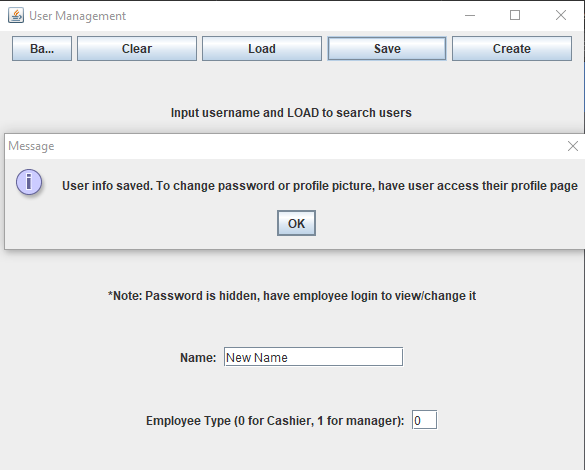 User Management
Ba... Clear Load Save Create
Input username and LOAD to search users
Message
User info saved. To change password or profile picture, have user access their profile page
OK
*Note: Password is hidden, have employee login to view/change it
Name: New Name
Employee Type (0 for Cashier, 1 for manager): 0